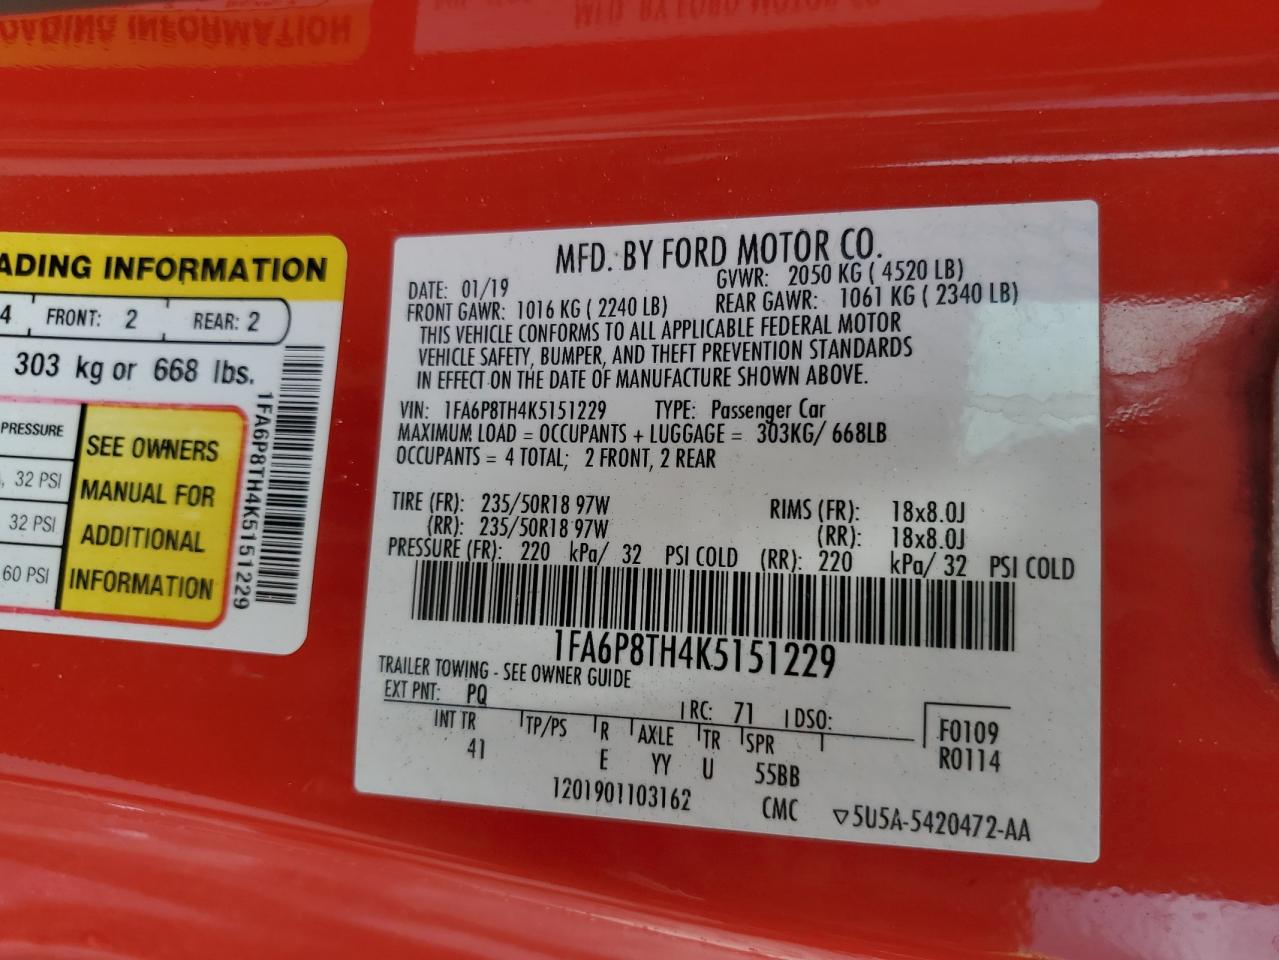 ADING INFORMATION
4 FRONT: 2 REAR: 2
303 kg or 668 lbs.
PRESSURE
32 PSI
32 PSI
60 PSI
SEE OWNERS
MANUAL FOR
ADDITIONAL
INFORMATION
1FA6P8TH4K5151229
MFD. BY FORD MOTOR CO.
DATE: 01/19 GVWR: 2050 KG ( 4520 LB)
FRONT GAWR: 1016 KG ( 2240 LB) REAR GAWR: 1061 KG ( 2340 LB)
THIS VEHICLE CONFORMS TO ALL APPLICABLE FEDERAL MOTOR
VEHICLE SAFETY, BUMPER, AND THEFT PREVENTION STANDARDS
IN EFFECT ON THE DATE OF MANUFACTURE SHOWN ABOVE.
VIN: 1FA6P8TH4K5151229 TYPE: Passenger Car
MAXIMUM LOAD = OCCUPANTS + LUGGAGE = 303KG/ 668LB
OCCUPANTS = 4 TOTAL; 2 FRONT, 2 REAR
TIRE (FR): 235/50R18 97W RIMS (FR): 18x8.0J
(RR): 235/50R18 97W (RR): 18x8.0J
PRESSURE (FR): 220 kPa/ 32 PSI COLD (RR): 220 kPa/ 32 PSI COLD
1FA6P8TH4K5151229
TRAILER TOWING - SEE OWNER GUIDE
EXT PNT: PQ RC: 71 DSO:
INT TR TP/PS R AXLE TR SPR
41 E YY U 55BB
F0109
R0114
1201901103162 CMC ▽5U5A-5420472-AA